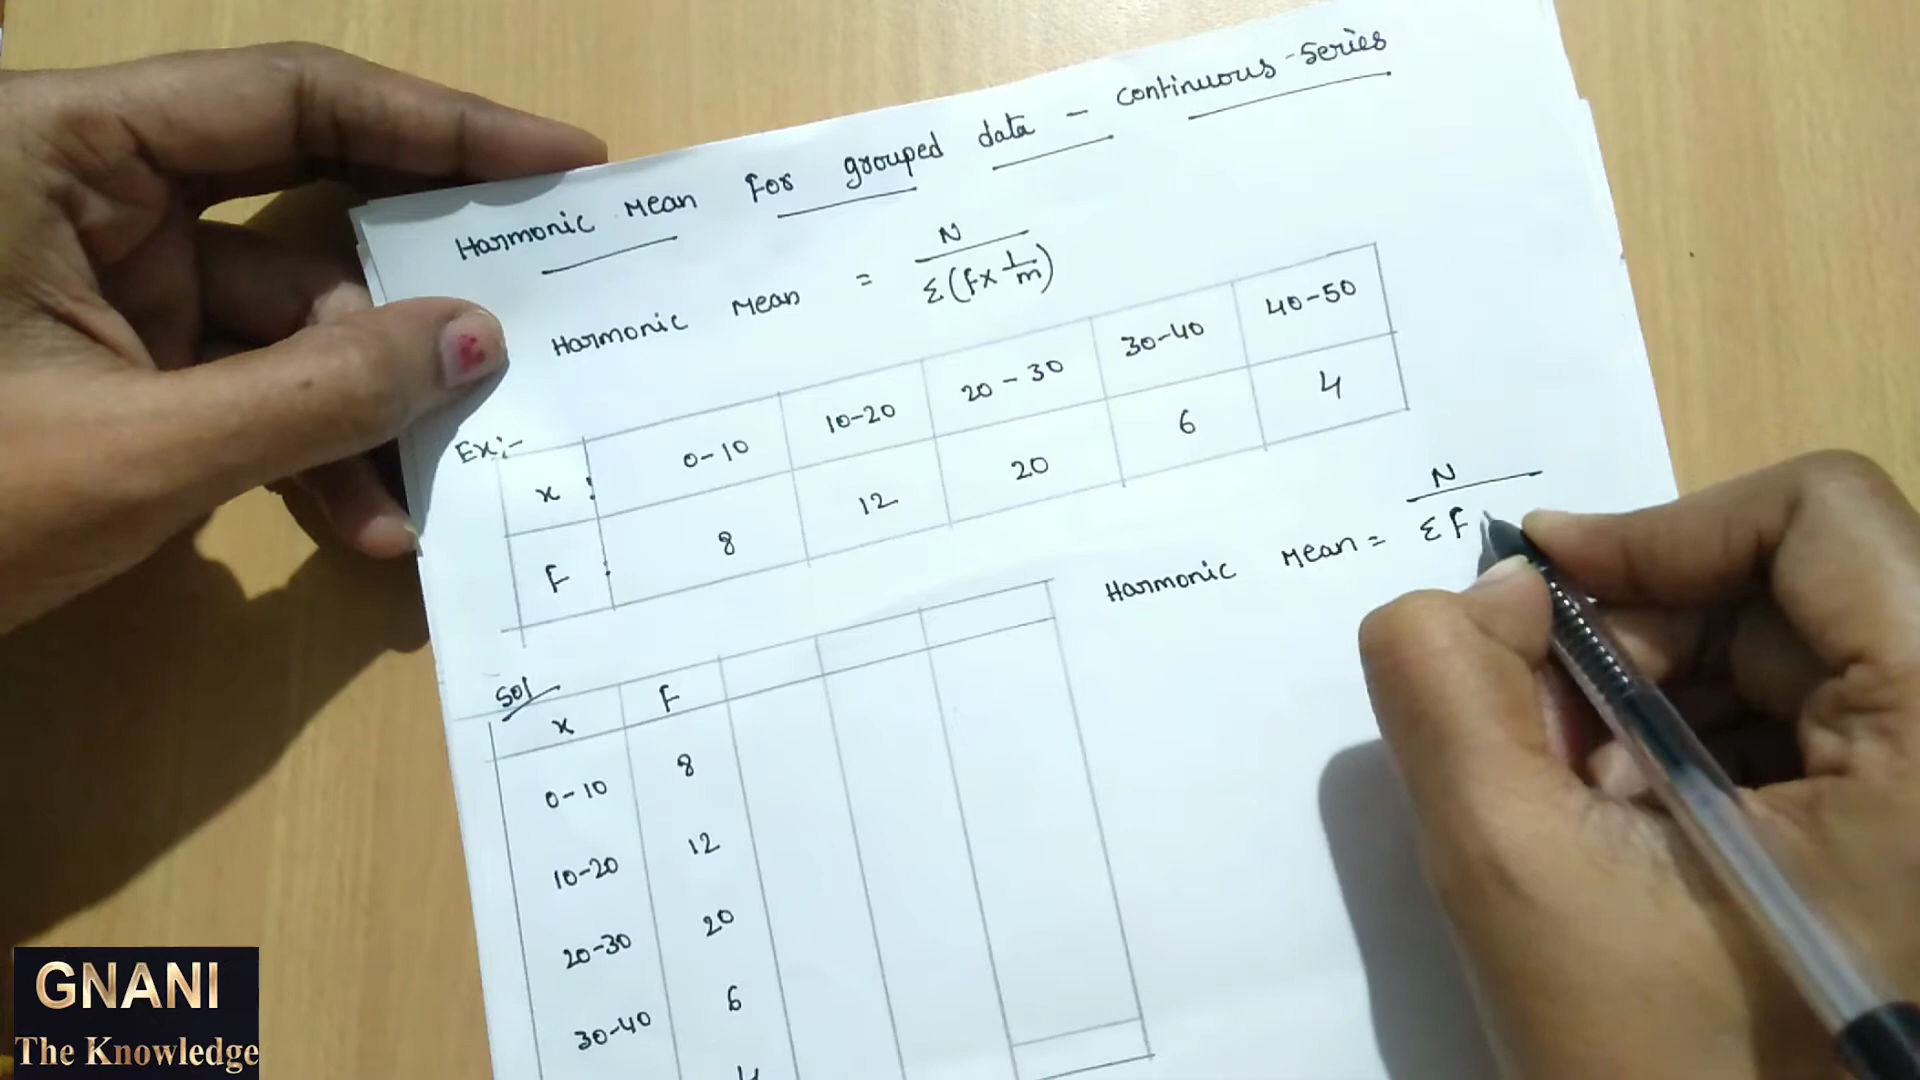 Harmonic Mean For grouped data - continuous-series
Harmonic Mean = N / Σ(F×1/m)
Ex:-
x : 0-10 10-20 20-30 30-40 40-50
F : 8 12 20 6 4
Harmonic Mean = N / ΣF
Sol
x F
0-10 8
10-20 12
20-30 20
30-40 6
GNANI
The Knowledge